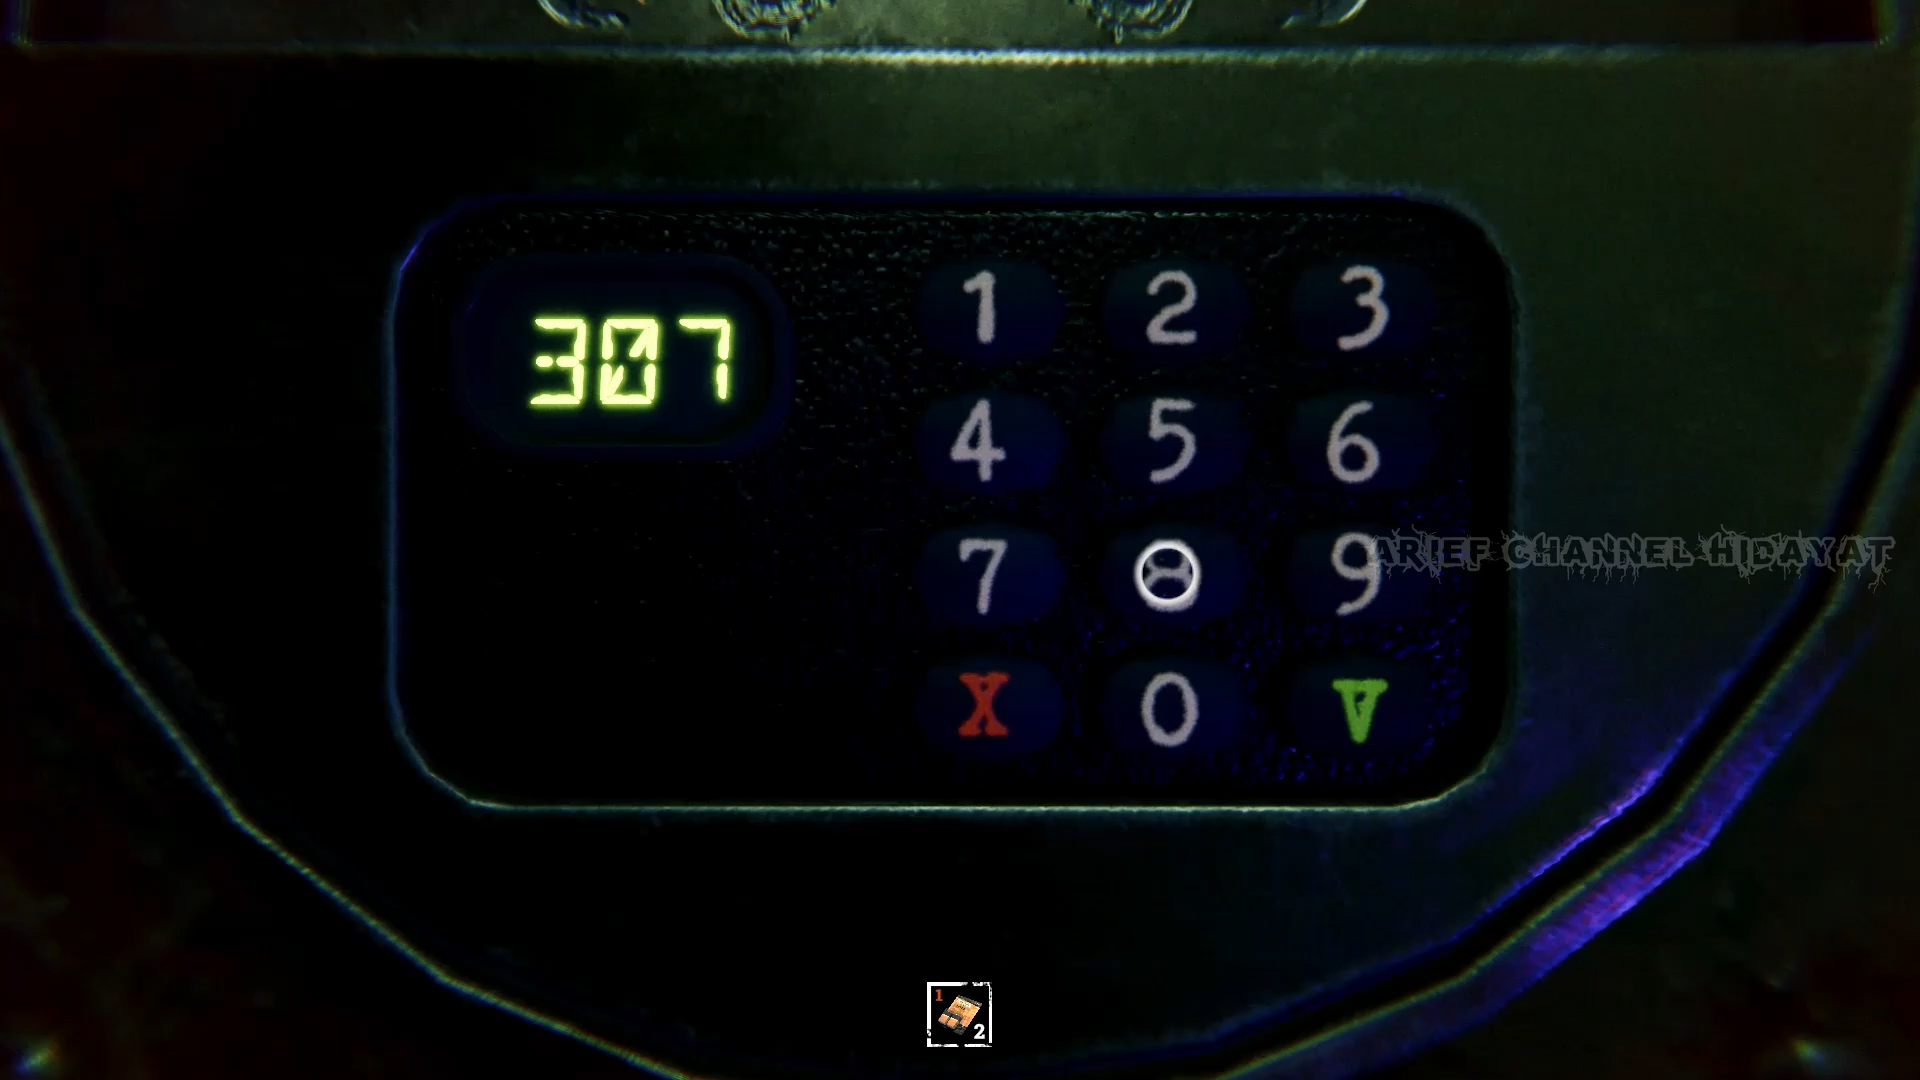 307
1 2 3
4 5 6
7 8 9
ARIEF CHANNEL HIDAYAT
X 0 V
1
2